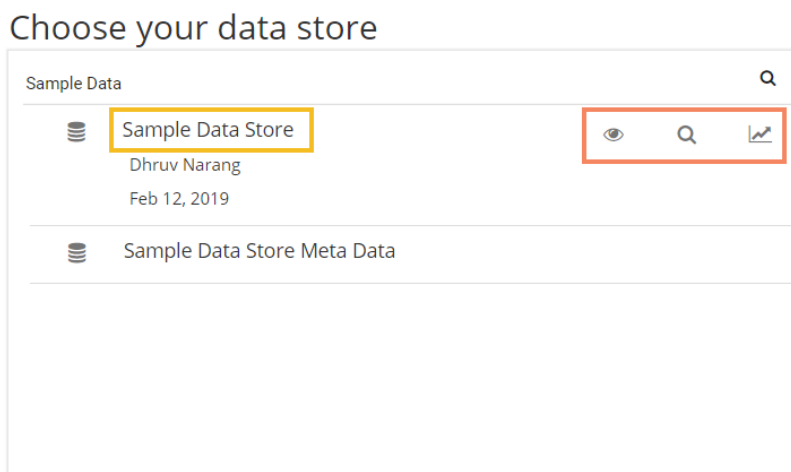 Choose your data store
Sample Data
Sample Data Store
Dhruv Narang
Feb 12, 2019
Sample Data Store Meta Data